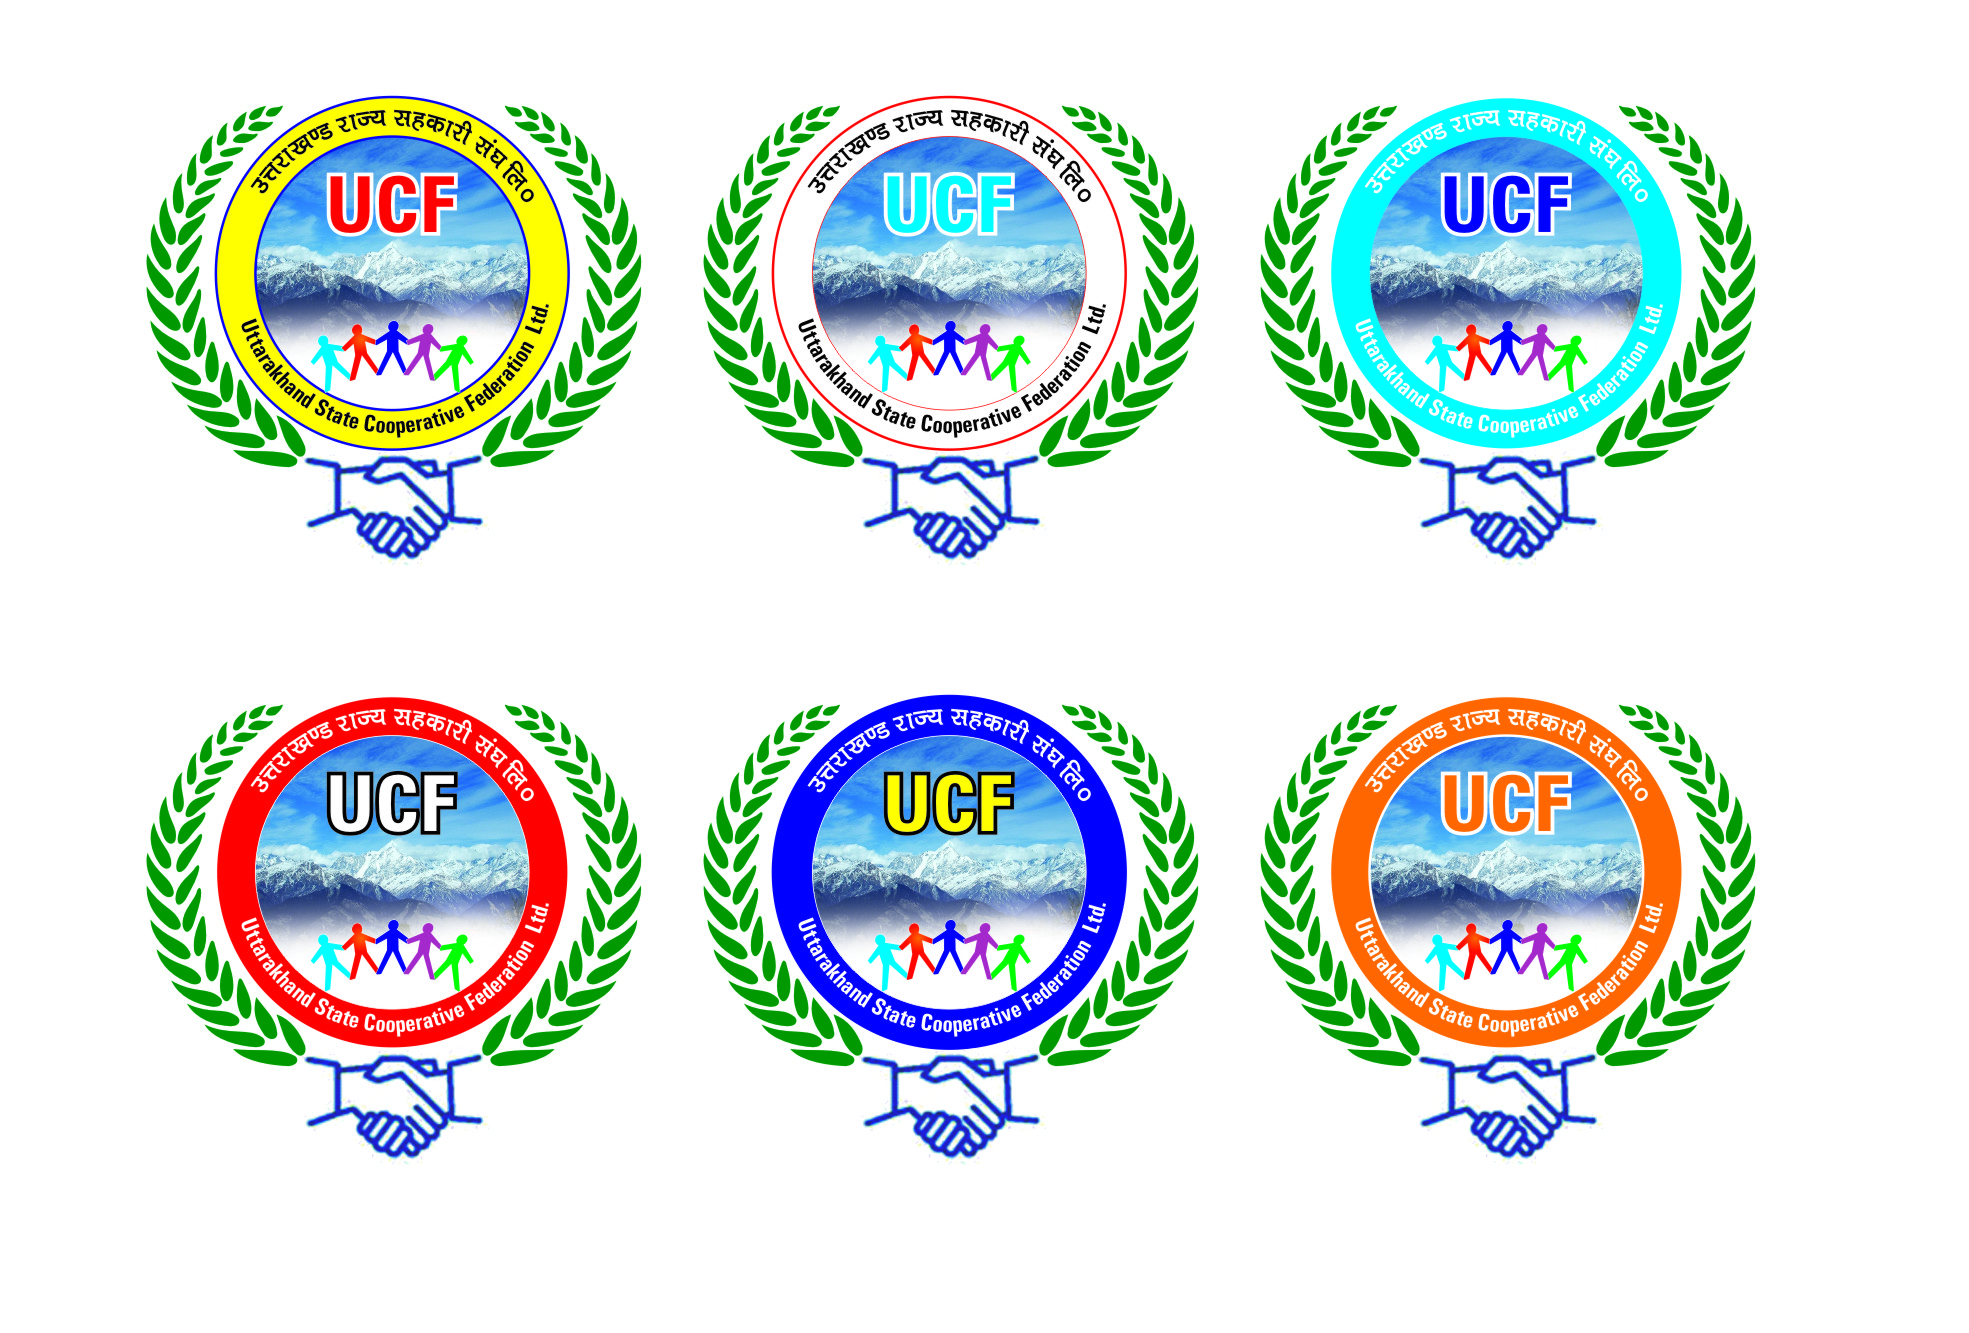 उत्तराखण्ड राज्य सहकारी संघ लि०
UCF
Uttarakhand State Cooperative Federation Ltd.
उत्तराखण्ड राज्य सहकारी संघ लि०
UCF
Uttarakhand State Cooperative Federation Ltd.
उत्तराखण्ड राज्य सहकारी संघ लि०
UCF
Uttarakhand State Cooperative Federation Ltd.
उत्तराखण्ड राज्य सहकारी संघ लि०
UCF
Uttarakhand State Cooperative Federation Ltd.
उत्तराखण्ड राज्य सहकारी संघ लि०
UCF
Uttarakhand State Cooperative Federation Ltd.
उत्तराखण्ड राज्य सहकारी संघ लि०
UCF
Uttarakhand State Cooperative Federation Ltd.